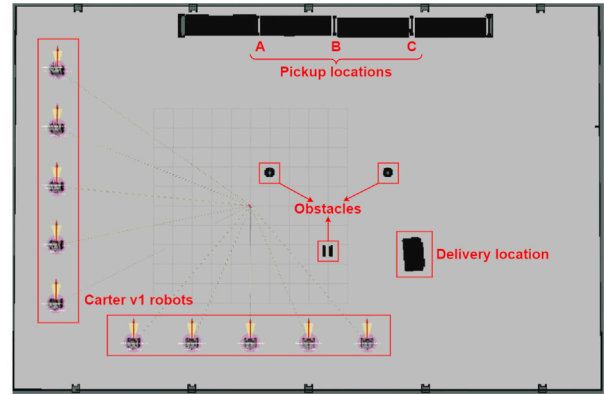 A B C
Pickup locations
Obstacles
Delivery location
Carter v1 robots